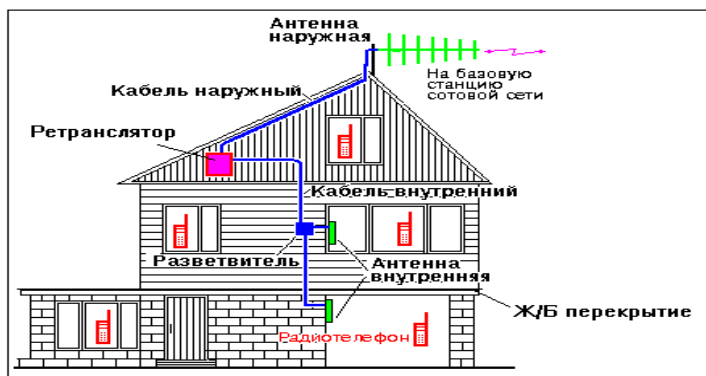 Антенна
наружная
На базовую
станцию
сотовой сети
Кабель наружный
Ретранслятор
Кабель внутренний
Разветвитель
Антенна
внутренняя
Ж/Б перекрытие
Радиотелефон